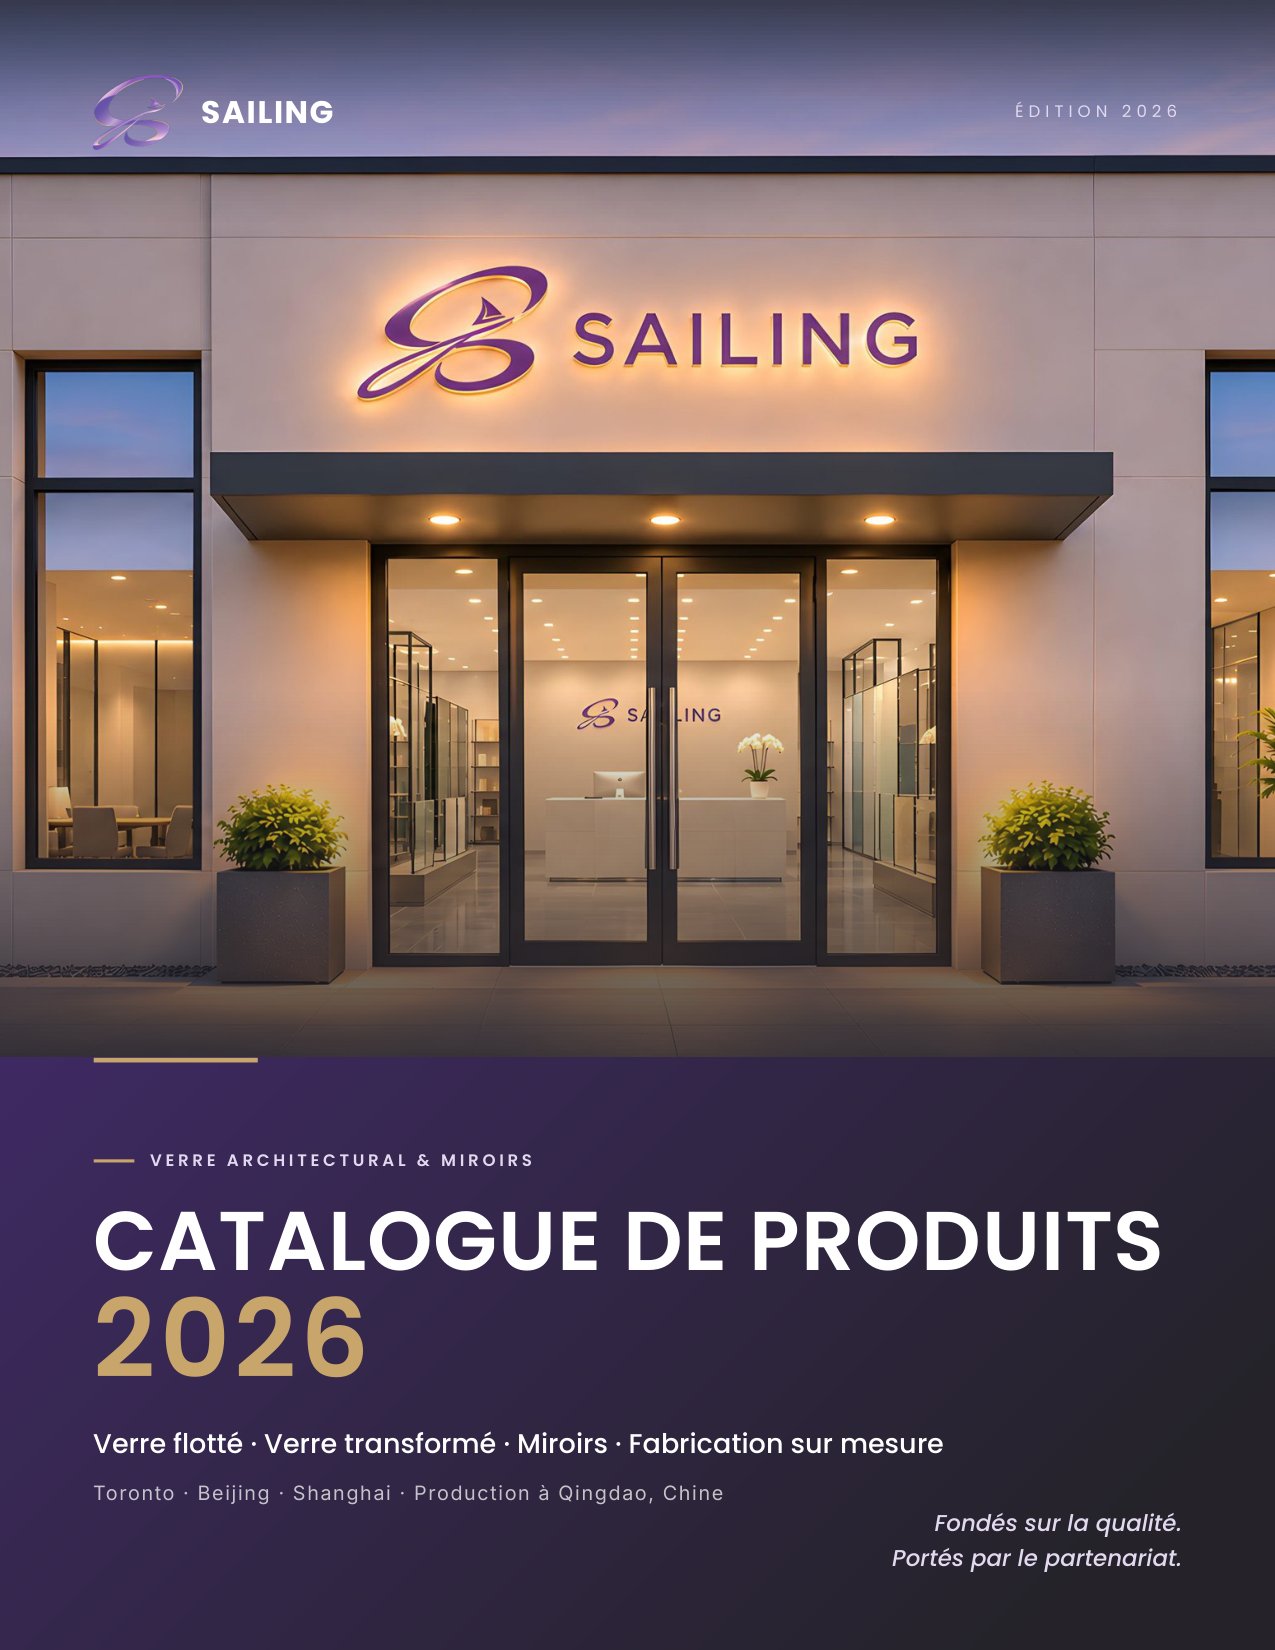 SAILING
ÉDITION 2026
SAILING
SAILING
VERRE ARCHITECTURAL & MIROIRS
CATALOGUE DE PRODUITS
2026
Verre flotté · Verre transformé · Miroirs · Fabrication sur mesure
Toronto · Beijing · Shanghai · Production à Qingdao, Chine
Fondés sur la qualité.
Portés par le partenariat.